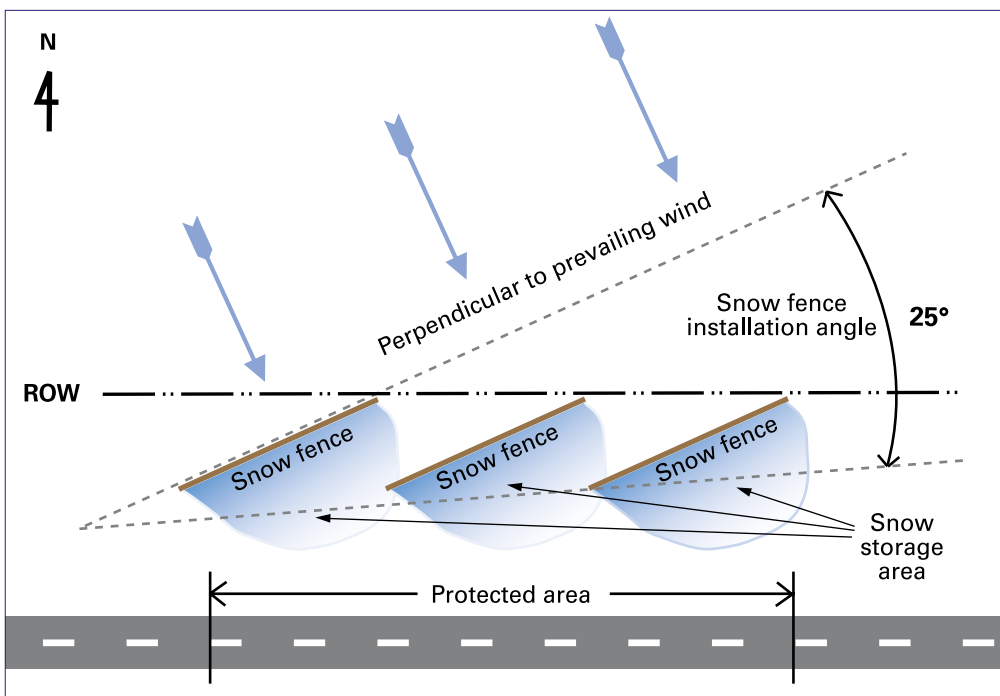 N
Perpendicular to prevailing wind
Snow fence
installation angle
25°
ROW
Snow fence
Snow fence
Snow fence
Snow
storage
area
Protected area